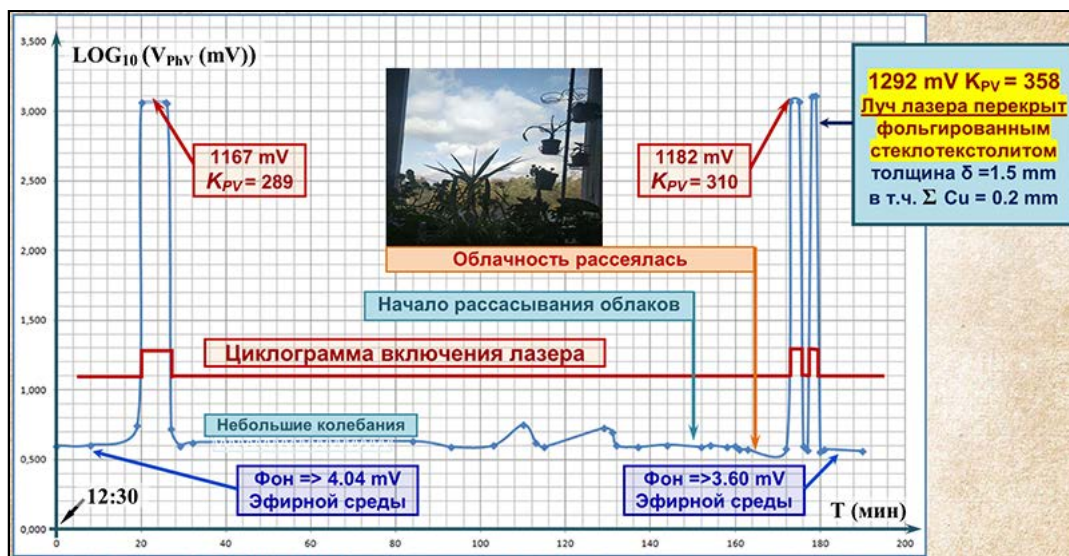 3,500
3,000
2,500
2,000
1,500
1,000
0,500
0,000
LOG₁₀ (V_PhV (mV))
1167 mV
K_PV = 289
1182 mV
K_PV = 310
1292 mV K_PV = 358
Луч лазера перекрыт
фольгированным
стеклотекстолитом
толщина δ =1.5 mm
в т.ч. Σ Cu = 0.2 mm
Облачность рассеялась
Начало рассасывания облаков
Циклограмма включения лазера
Небольшие колебания
Фон => 4.04 mV
Эфирной среды
Фон =>3.60 mV
Эфирной среды
12:30
T (мин)
0 20 40 60 80 100 120 140 160 180 200